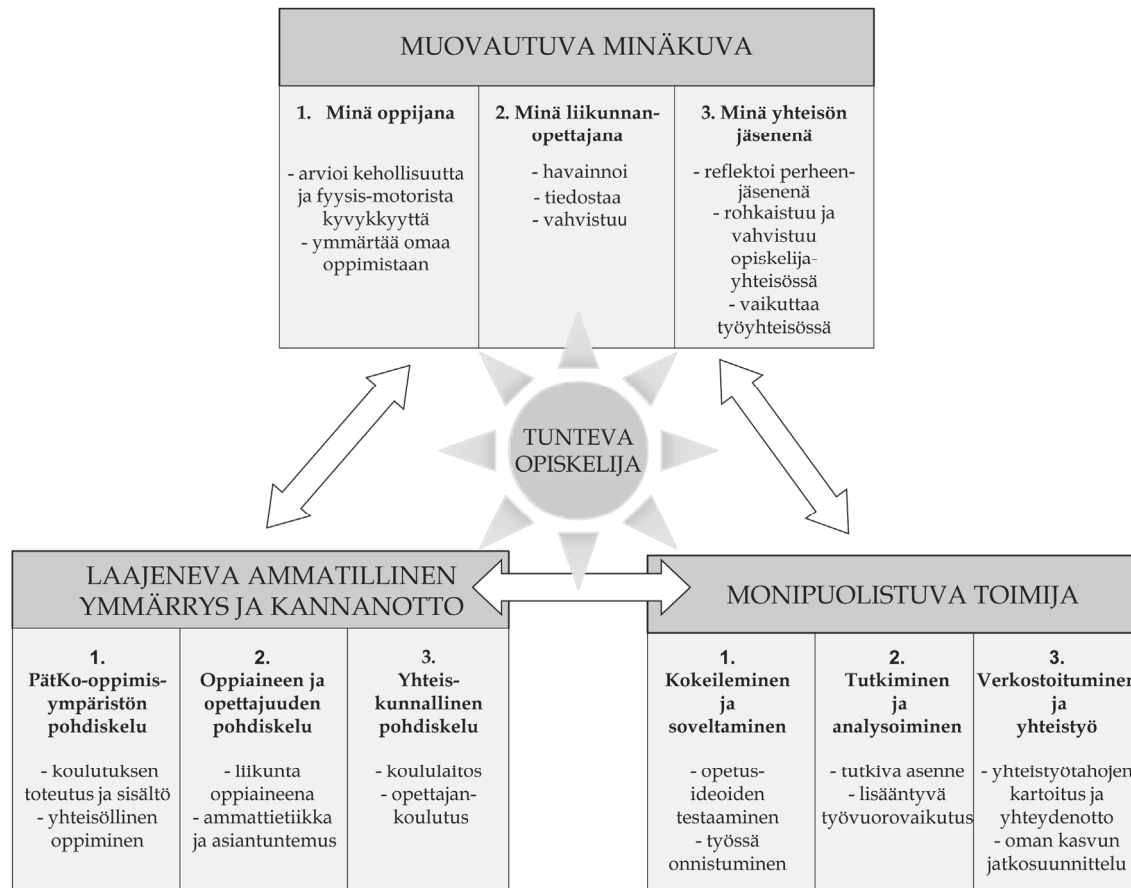 MUOVAUTUVA MINÄKUVA
1. Minä oppijana
- arvioi kehollisuutta
ja fyysis-motorista
kyvykkyyttä
- ymmärtää omaa
oppimistaan
2. Minä liikunnan-
opettajana
- havainnoi
- tiedostaa
- vahvistuu
3. Minä yhteisön
jäsenenä
- reflektoi perheen-
jäsenenä
- rohkaistuu ja
vahvistuu
opiskelija-
yhteisössä
- vaikuttaa
työyhteisössä
TUNTEVA
OPISKELIJA
LAAJENEVA AMMATILLINEN
YMMÄRRYS JA KANNANOTTO
1.
PätKo-oppimis-
ympäristön
pohdiskelu
- koulutuksen
toteutus ja sisältö
- yhteisöllinen
oppiminen
2.
Oppiaineen ja
opettajuuden
pohdiskelu
- liikunta
oppiaineena
- ammattietiikka
ja asiantuntemus
3.
Yhteis-
kunnallinen
pohdiskelu
- koululaitos
- opettajan-
koulutus
MONIPUOLISTUVA TOIMIJA
1.
Kokeileminen
ja
soveltaminen
- opetus-
ideoiden
testaaminen
- työssä
onnistuminen
2.
Tutkiminen
ja
analysoiminen
- tutkiva asenne
- lisääntyvä
työvuorovaikutus
3.
Verkostoituminen
ja
yhteistyö
- yhteistyötahojen
kartoitus ja
yhteydenotto
- oman kasvun
jatkosuunnittelu